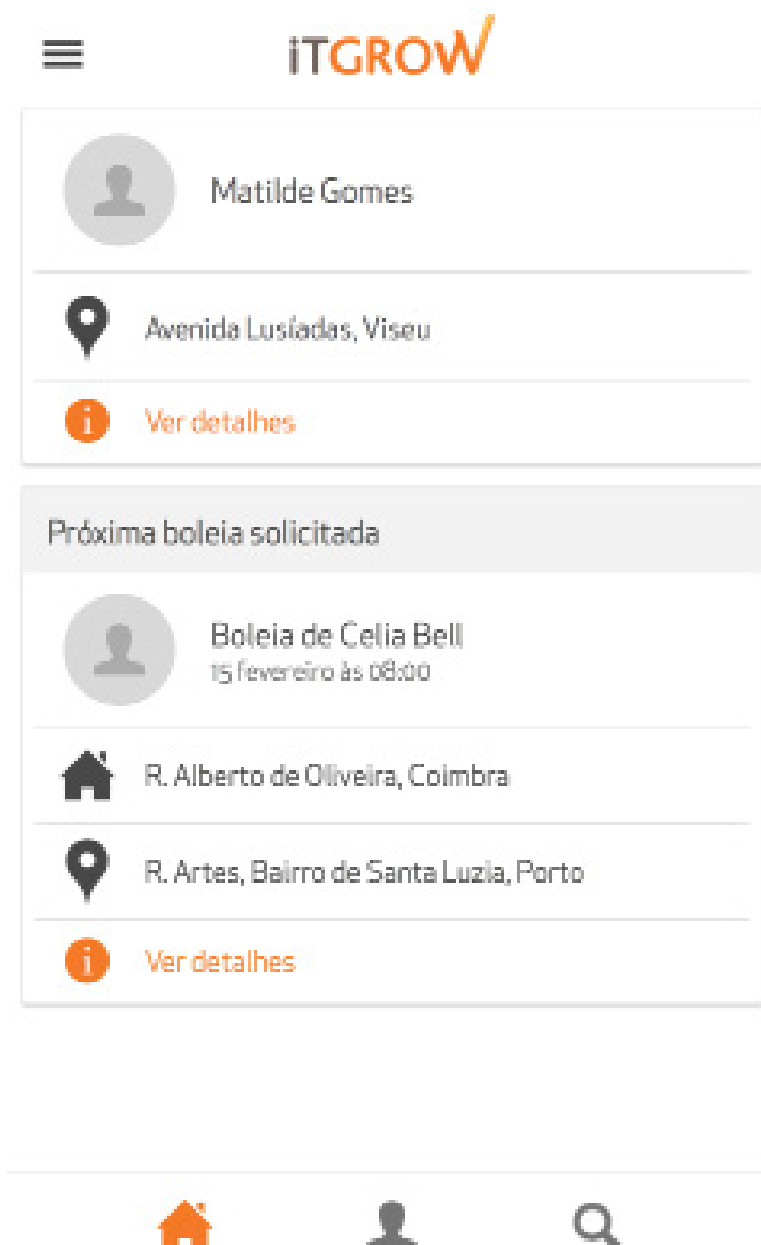 iTGROW
Matilde Gomes
Avenida Lusíadas, Viseu
i Ver detalhes
Próxima boleia solicitada
Boleia de Celia Bell
15 fevereiro às 08:00
R. Alberto de Oliveira, Coimbra
R. Artes, Bairro de Santa Luzia, Porto
i Ver detalhes